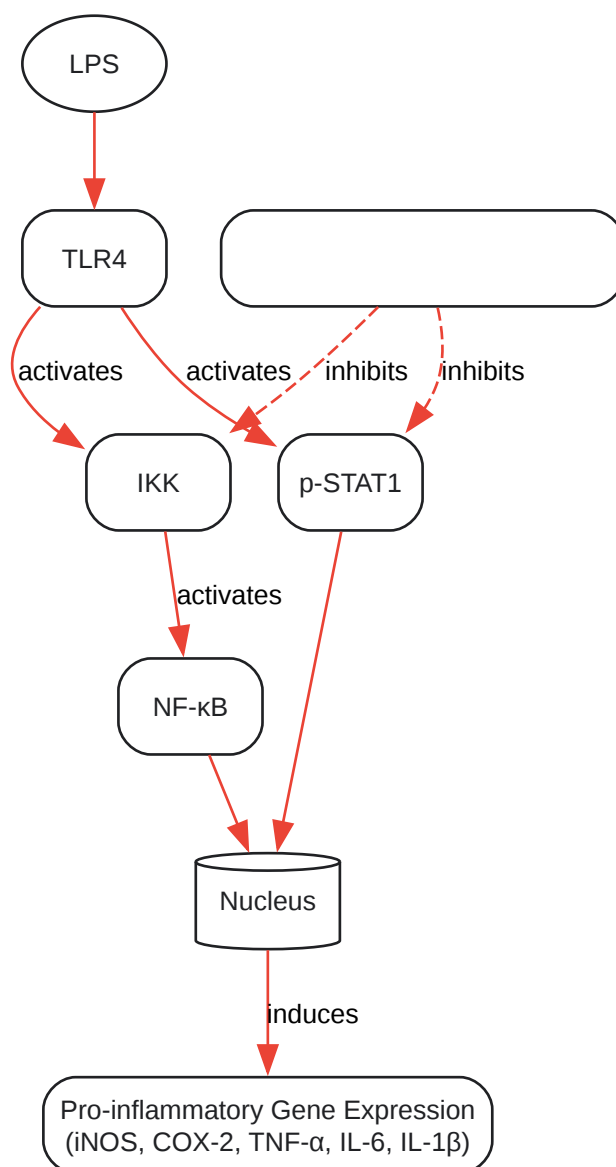 LPS
TLR4
activates
activates
inhibits
inhibits
IKK
p-STAT1
activates
NF-κB
Nucleus
induces
Pro-inflammatory Gene Expression
(iNOS, COX-2, TNF-α, IL-6, IL-1β)